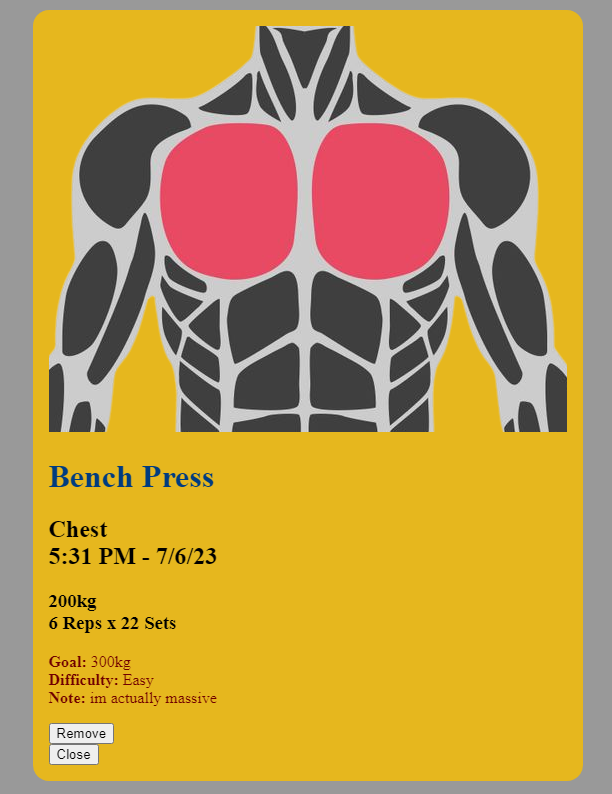 Bench Press
Chest
5:31 PM - 7/6/23
200kg
6 Reps x 22 Sets
Goal: 300kg
Difficulty: Easy
Note: im actually massive
Remove
Close